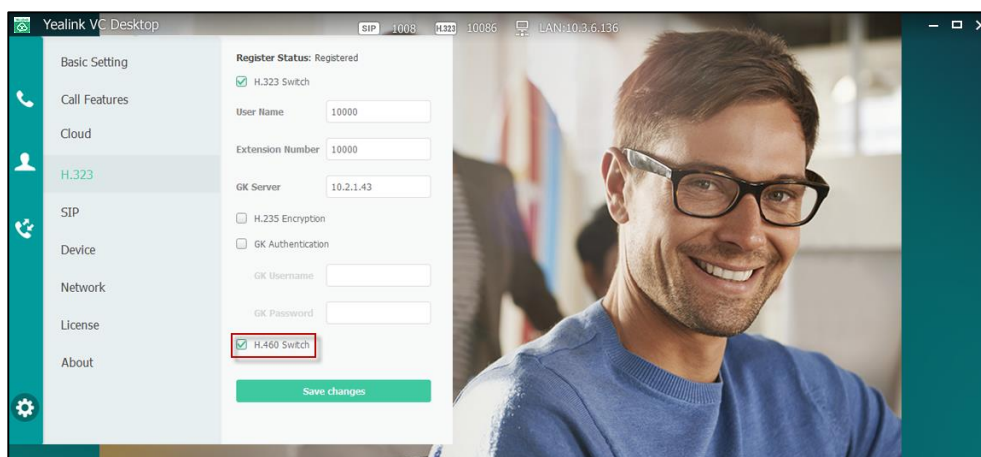 YEALINK
Yealink VC Desktop SIP 1008 H.323 10086 LAN:10.3.6.136
Basic Setting
Call Features
Cloud
H.323
SIP
Device
Network
License
About
Register Status: Registered
H.323 Switch
User Name 10000
Extension Number 10000
GK Server 10.2.1.43
H.235 Encryption
GK Authentication
GK Username
GK Password
H.460 Switch
Save changes